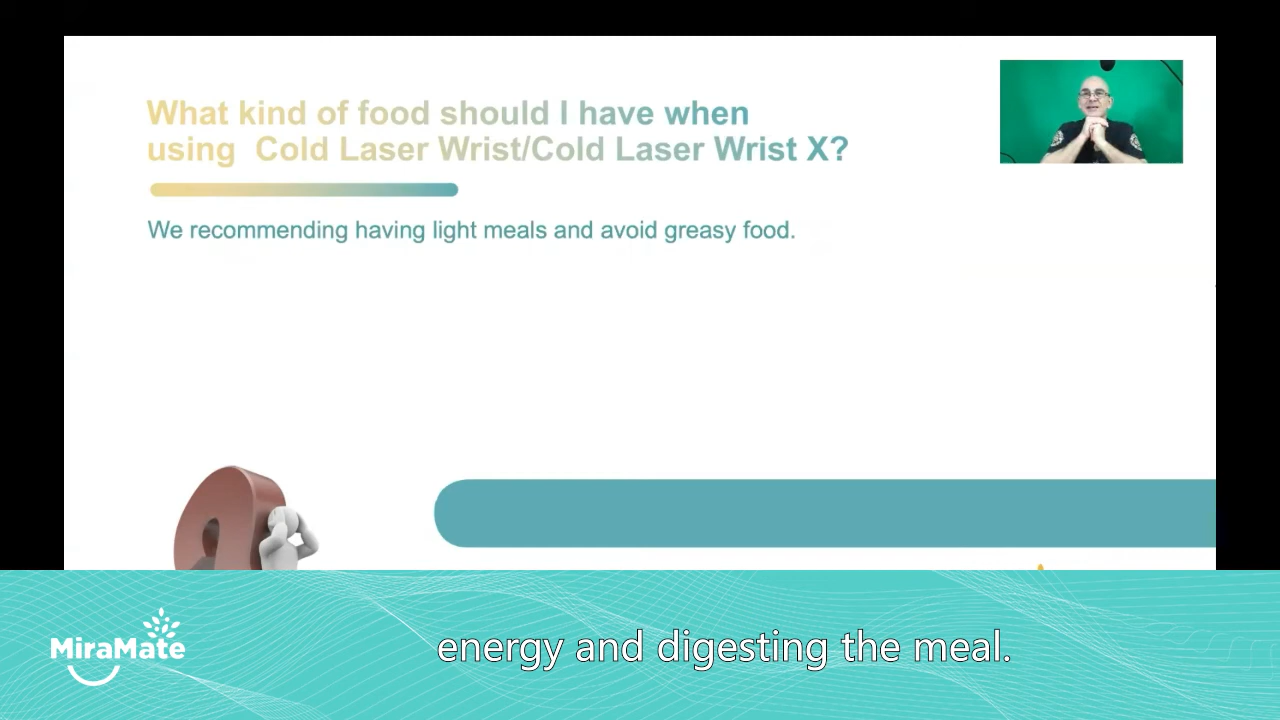 What kind of food should I have when
using  Cold Laser Wrist/Cold Laser Wrist X?
We recommending having light meals and avoid greasy food.
MiraMate
energy and digesting the meal.